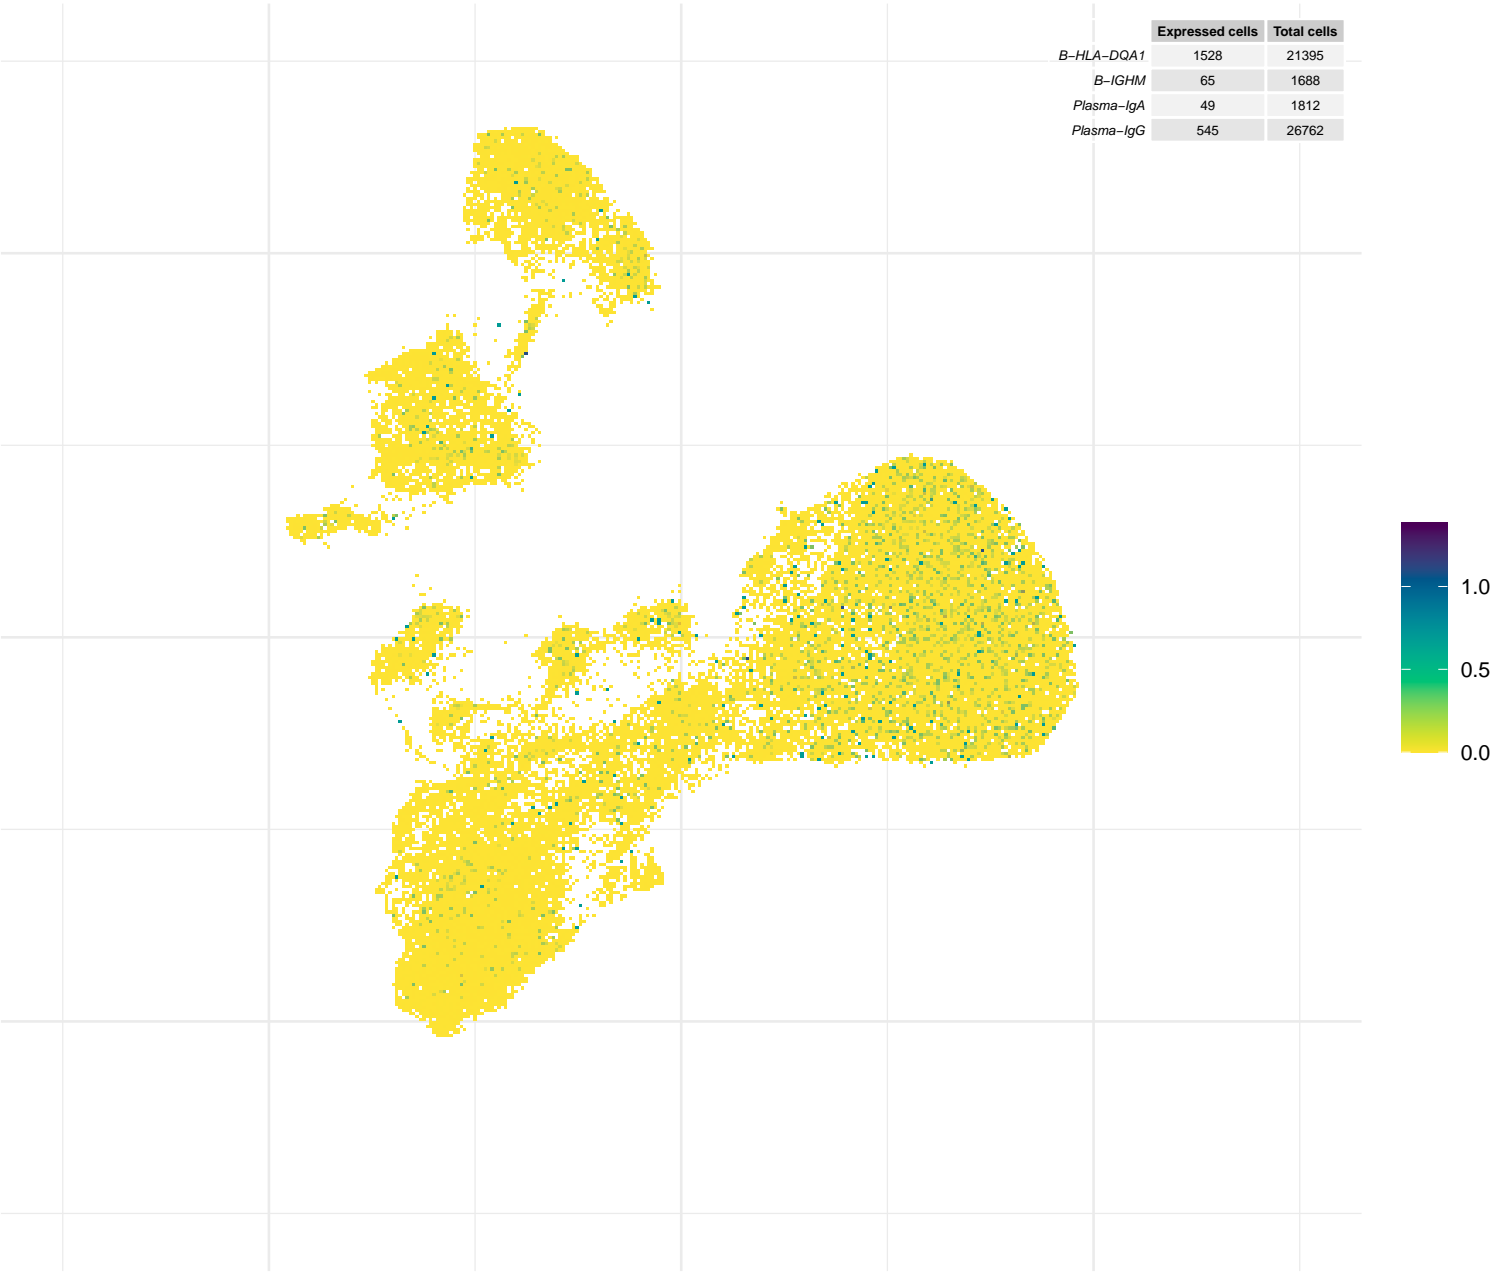 Expressed cells Total cells
B−HLA−DQA1 1528 21395
B−IGHM 65 1688
Plasma−IgA 49 1812
Plasma−IgG 545 26762
1.0
0.5
0.0